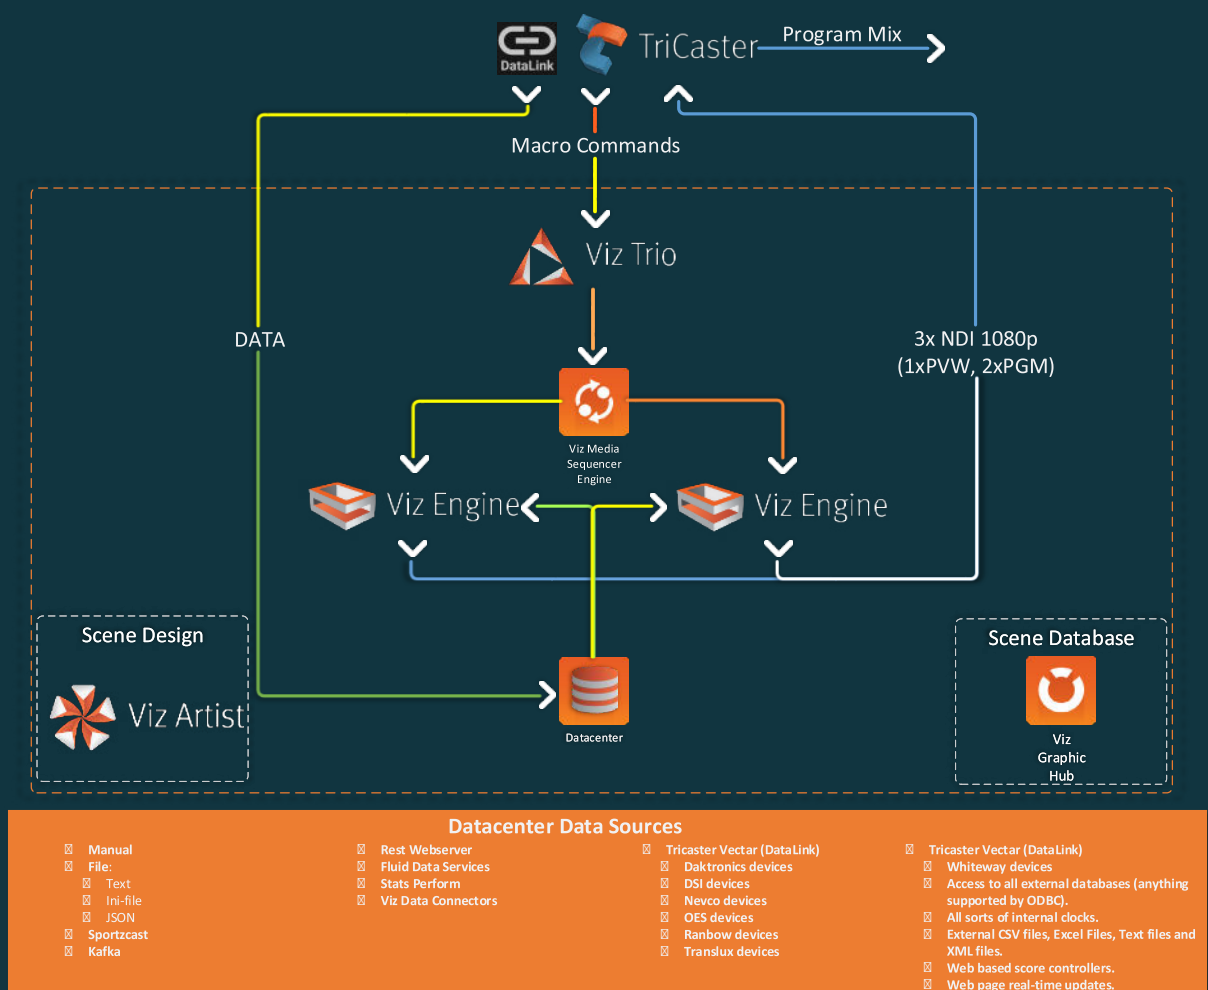 DataLink
TriCaster
Program Mix
Macro Commands
Viz Trio
DATA
3x NDI 1080p
(1xPVW, 2xPGM)
Viz Media
Sequencer
Engine
Viz Engine
Viz Engine
Scene Design
Viz Artist
Datacenter
Scene Database
Viz
Graphic
Hub
Datacenter Data Sources
Manual
File:
Text
Ini-file
JSON
Sportzcast
Kafka
Rest Webserver
Fluid Data Services
Stats Perform
Viz Data Connectors
Tricaster Vectar (DataLink)
Daktronics devices
DSI devices
Nevco devices
OES devices
Ranbow devices
Translux devices
Tricaster Vectar (DataLink)
Whiteway devices
Access to all external databases (anything
supported by ODBC).
All sorts of internal clocks.
External CSV files, Excel Files, Text files and
XML files.
Web based score controllers.
Web page real-time updates.